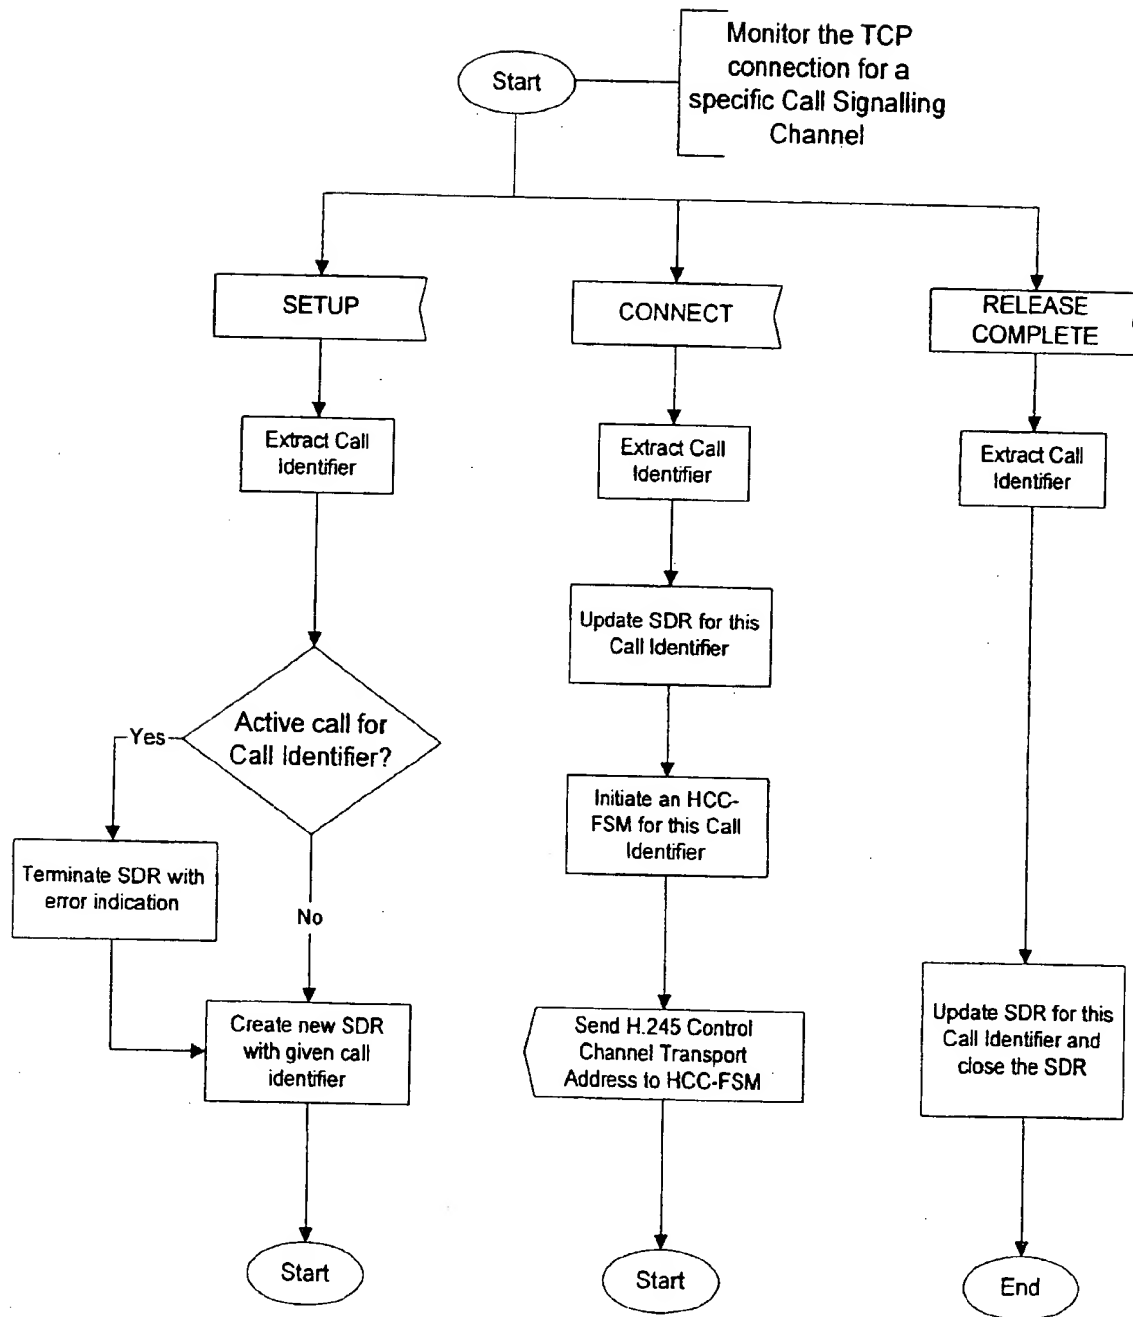 Start
Monitor the TCP
connection for a
specific Call Signalling
Channel
SETUP
Extract Call
Identifier
Active call for
Call Identifier?
Yes
Terminate SDR with
error indication
No
Create new SDR
with given call
identifier
Start
CONNECT
Extract Call
Identifier
Update SDR for this
Call Identifier
Initiate an HCC-
FSM for this Call
Identifier
Send H.245 Control
Channel Transport
Address to HCC-FSM
Start
RELEASE
COMPLETE
Extract Call
Identifier
Update SDR for this
Call Identifier and
close the SDR
End